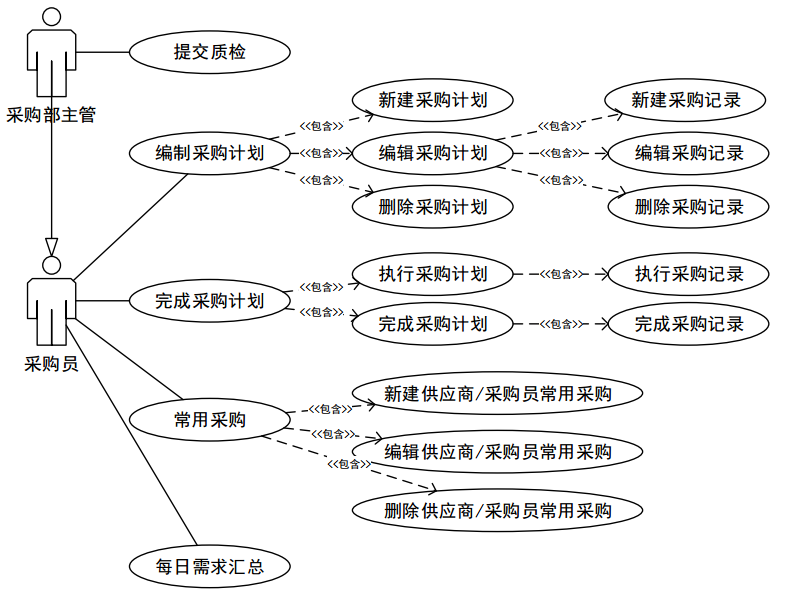 提交质检
采购部主管
新建采购计划
新建采购记录
<<包含>>
<<包含>>
编制采购计划
<<包含>>
编辑采购计划
<<包含>>
编辑采购记录
<<包含>>
<<包含>>
删除采购计划
删除采购记录
执行采购计划
<<包含>>
执行采购记录
<<包含>>
完成采购计划
<<包含>>
完成采购计划
<<包含>>
完成采购记录
采购员
新建供应商/采购员常用采购
<<包含>>
常用采购
<<包含>>
编辑供应商/采购员常用采购
<<包含>>
删除供应商/采购员常用采购
每日需求汇总